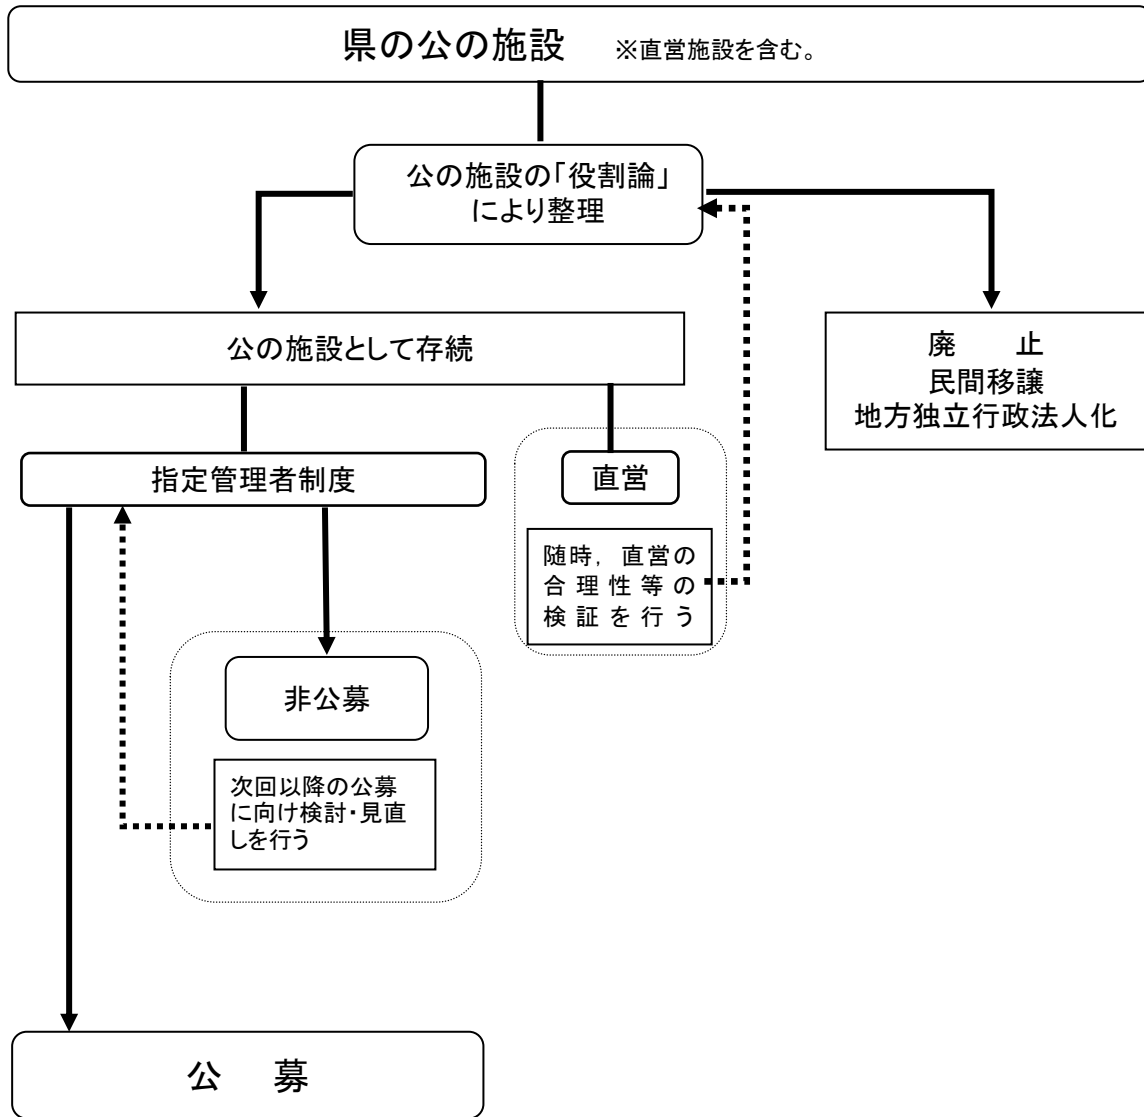 県の公の施設 ※直営施設を含む。
公の施設の「役割論」
により整理
公の施設として存続
廃 止
民間移譲
地方独立行政法人化
指定管理者制度
直営
随時，直営の
合理性等の
検証を行う
非公募
次回以降の公募
に向け検討・見直
しを行う
公 募